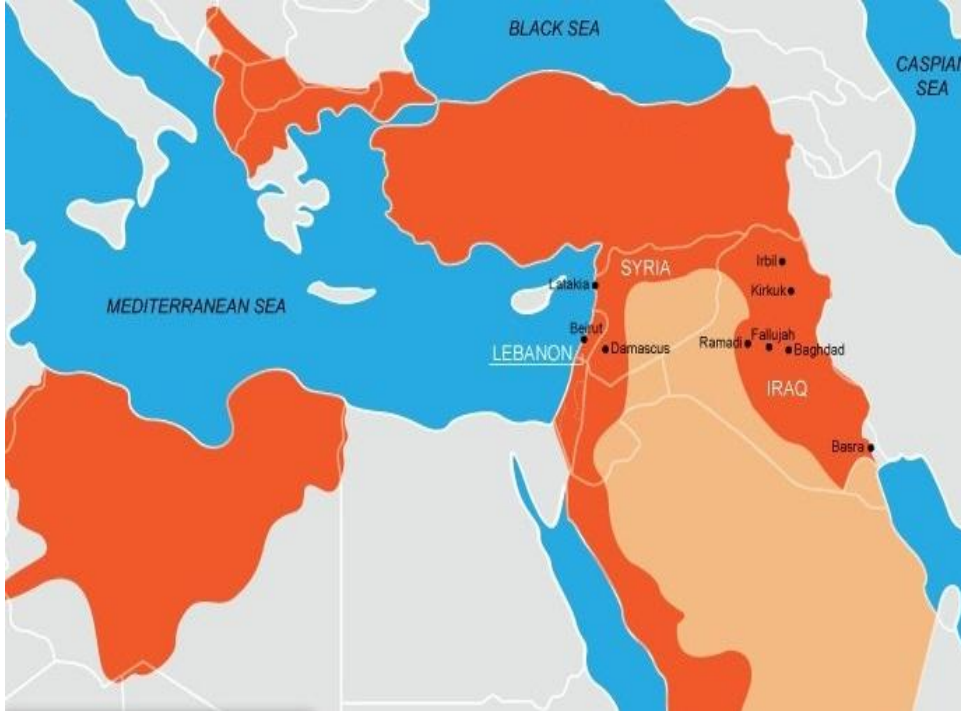 BLACK SEA
CASPIAN
SEA
MEDITERRANEAN SEA
SYRIA
Irbil
Latakia
Kirkuk
Beirut
LEBANON
Damascus
Ramadi
Fallujah
Baghdad
IRAQ
Basra